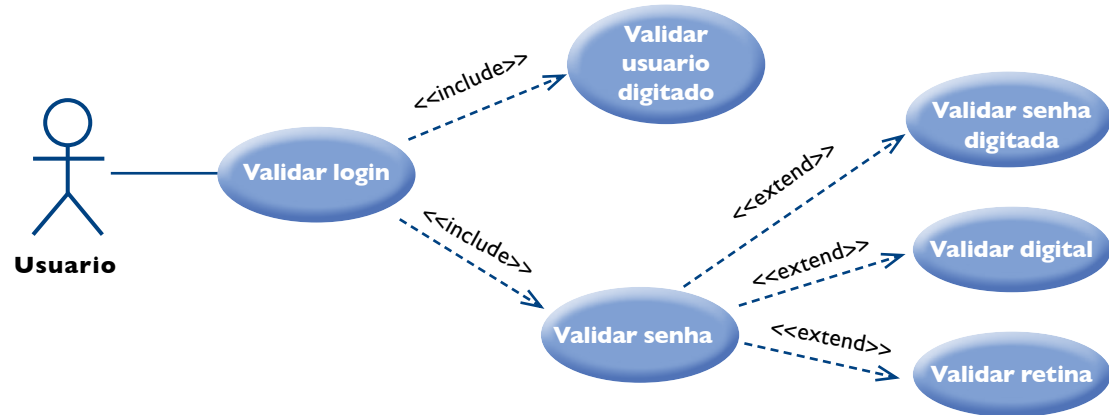 Validar
usuario
digitado
<<include>>
Validar senha
digitada
Validar login
<<extend>>
<<include>>
Usuario
Validar digital
<<extend>>
Validar senha
<<extend>>
Validar retina